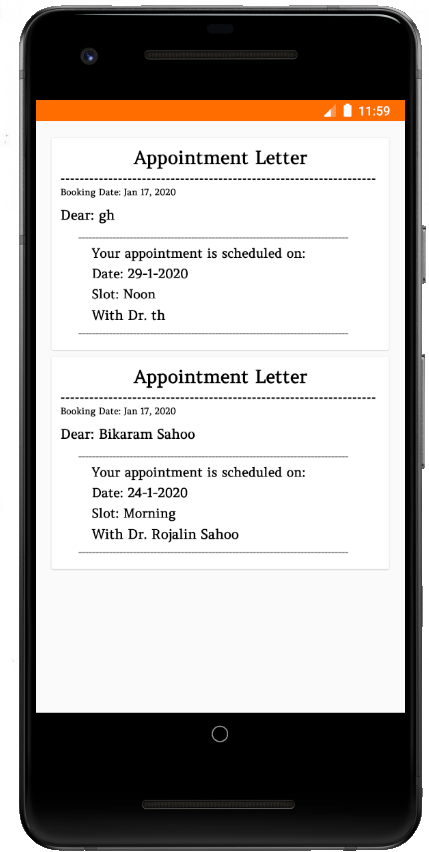 11:59
Appointment Letter
Booking Date: Jan 17, 2020
Dear: gh
Your appointment is scheduled on:
Date: 29-1-2020
Slot: Noon
With Dr. th
Appointment Letter
Booking Date: Jan 17, 2020
Dear: Bikaram Sahoo
Your appointment is scheduled on:
Date: 24-1-2020
Slot: Morning
With Dr. Rojalin Sahoo